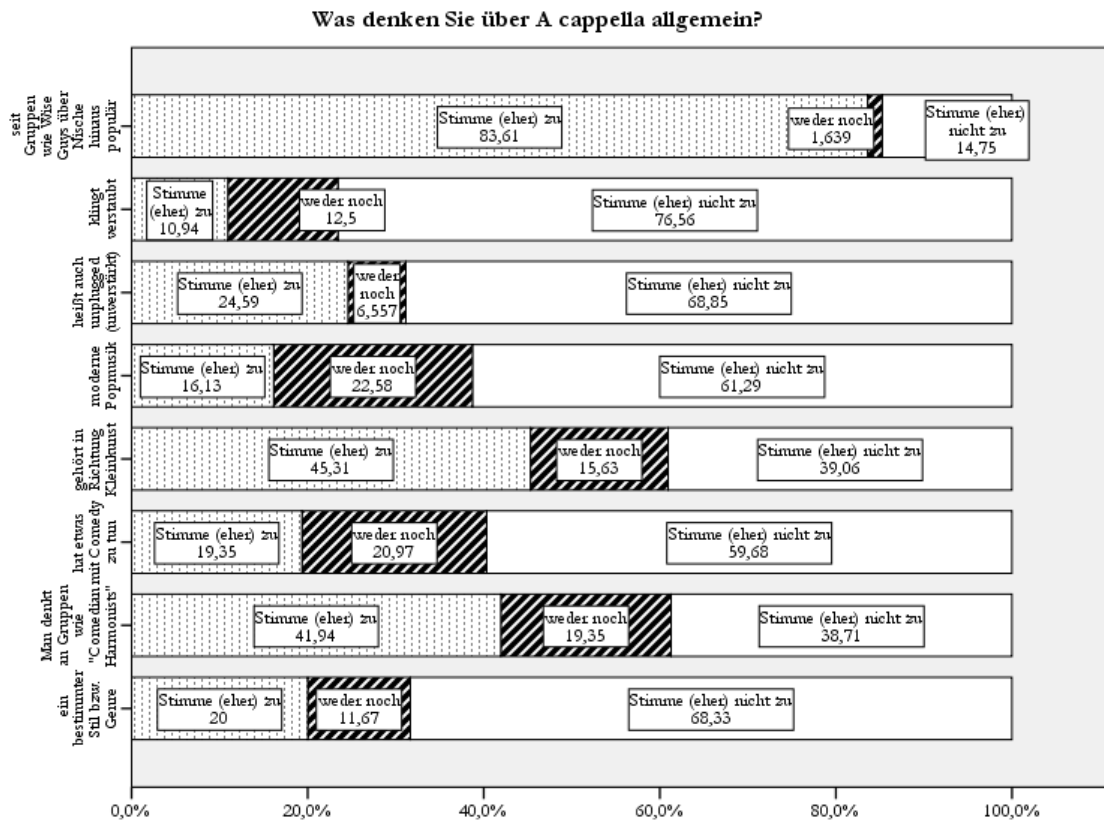 Was denken Sie über A cappella allgemein?
seit
Gruppen
wie Wise
Guys über
Nische
hinaus
populär
Stimme (eher) zu
83,61
weder noch
1,639
Stimme (eher)
nicht zu
14,75
klingt
verstaubt
Stimme
(eher) zu
10,94
weder noch
12,5
Stimme (eher) nicht zu
76,56
heißt auch
unplugged
(unverstärkt)
Stimme (eher) zu
24,59
weder
noch
6,557
Stimme (eher) nicht zu
68,85
moderne
Popmusik
Stimme (eher) zu
16,13
weder noch
22,58
Stimme (eher) nicht zu
61,29
gehört in
Richtung
Kleinkunst
Stimme (eher) zu
45,31
weder noch
15,63
Stimme (eher) nicht zu
39,06
hat etwas
mit Comedy
zu tun
Stimme (eher) zu
19,35
weder noch
20,97
Stimme (eher) nicht zu
59,68
Man denkt
an Gruppen
wie
"Comedian
Harmonists"
Stimme (eher) zu
41,94
weder noch
19,35
Stimme (eher) nicht zu
38,71
ein
bestimmter
Stil bzw.
Genre
Stimme (eher) zu
20
weder noch
11,67
Stimme (eher) nicht zu
68,33
0,0% 20,0% 40,0% 60,0% 80,0% 100,0%